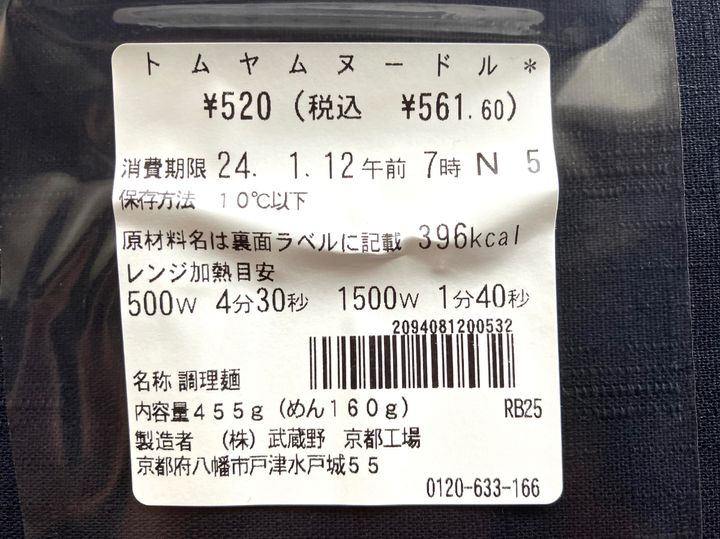 トムヤムヌードル*
¥520(税込 ¥561.60)
消費期限 24. 1.12午前 7時 N 5
保存方法 10℃以下
原材料名は裏面ラベルに記載 396kcal
レンジ加熱目安
500W 4分30秒 1500W 1分40秒
2094081200532
名称 調理麺
内容量455g(めん160g) RB25
製造者 (株)武蔵野 京都工場
京都府八幡市戸津水戸城55
0120-633-166